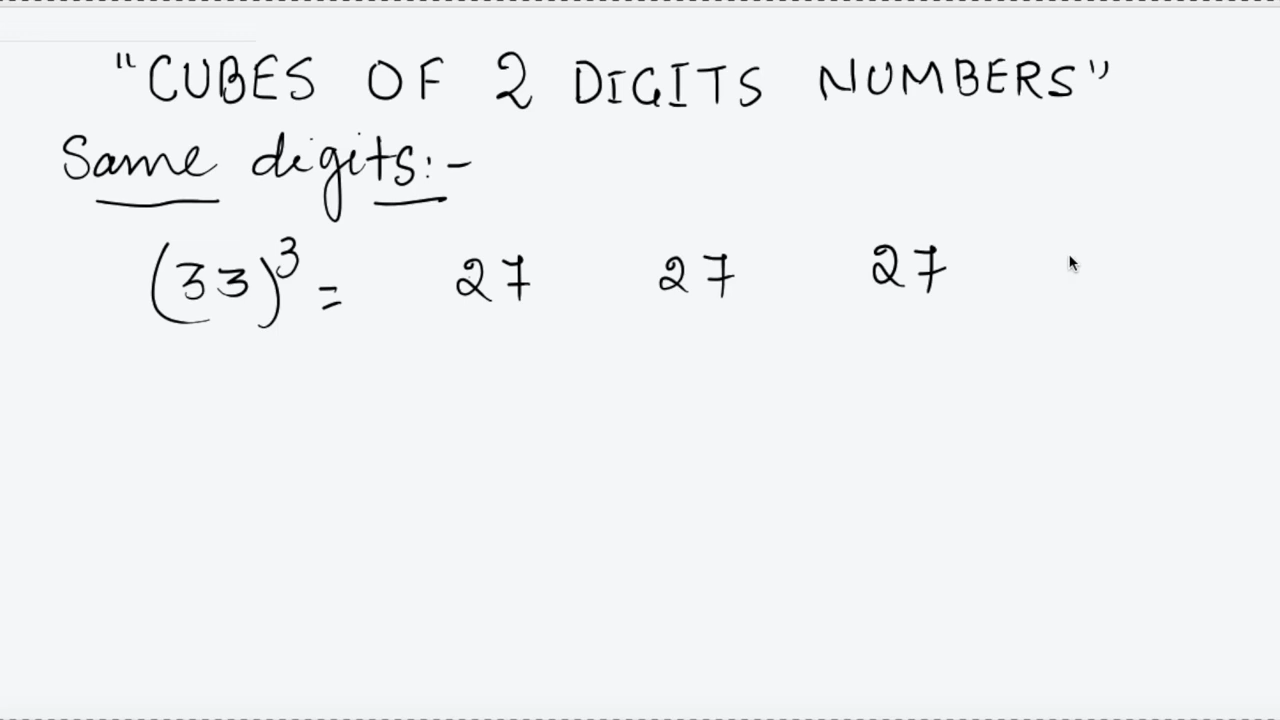 "CUBES OF 2 DIGITS NUMBERS"
Same digits:-
(33)³ = 27 27 27